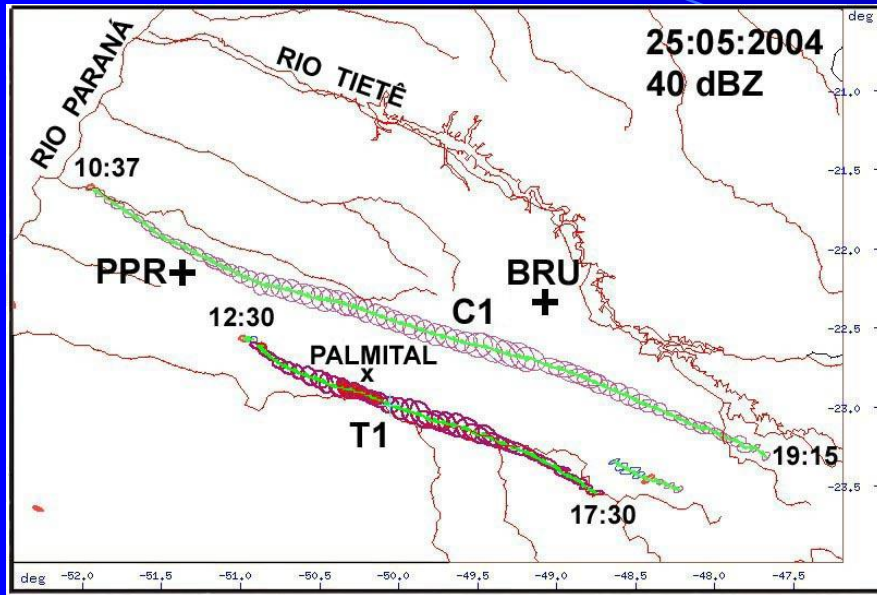 deg
25:05:2004
40 dBZ
RIO TIETÊ
RIO PARANÁ
-21.0
10:37
-21.5
-22.0
PPR
BRU
C1
12:30
-22.5
PALMITAL
x
T1
-23.0
19:15
-23.5
17:30
deg
-52.0 -51.5 -51.0 -50.5 -50.0 -49.5 -49.0 -48.5 -48.0 -47.5